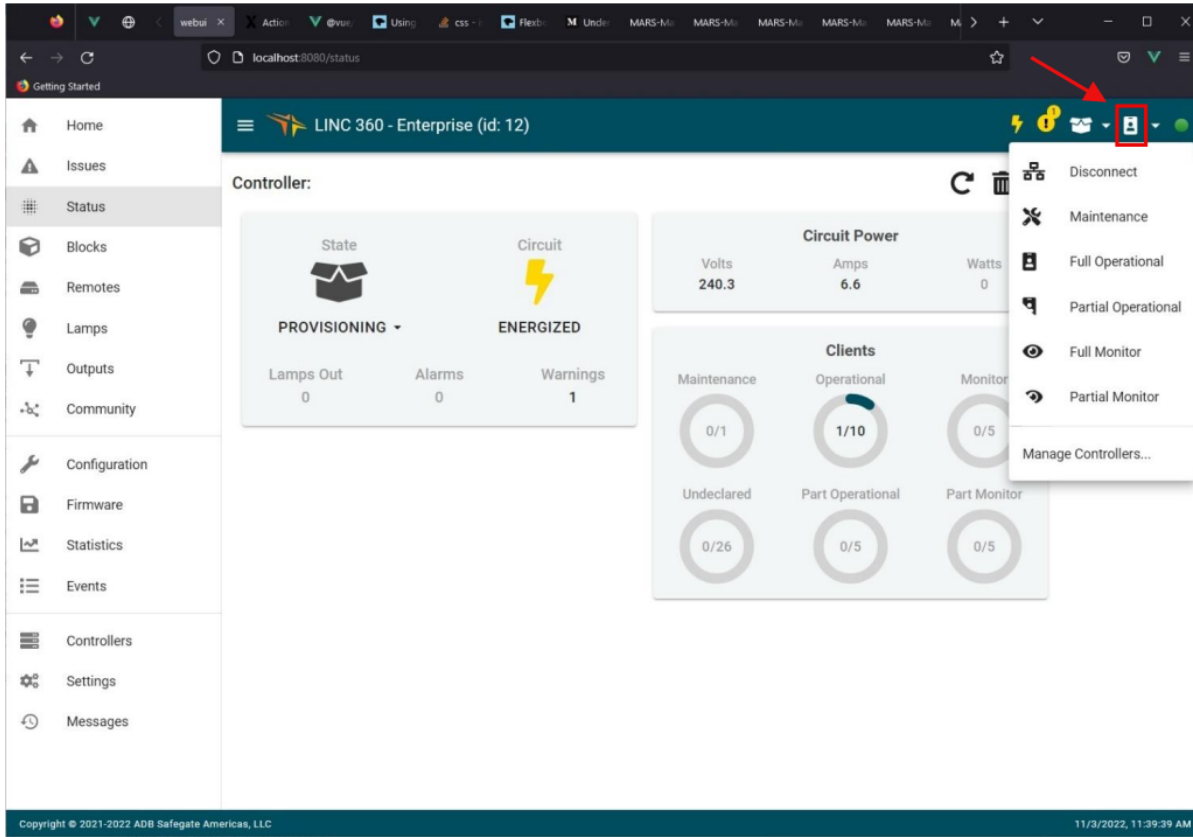 webui
Action
@vue/
Using
css - i
Flexbo
Under
MARS-Ma
MARS-Ma
MARS-Ma
MARS-Ma
MARS-Ma
localhost:8080/status
Getting Started
Home
Issues
Status
Blocks
Remotes
Lamps
Outputs
Community
Configuration
Firmware
Statistics
Events
Controllers
Settings
Messages
LINC 360 - Enterprise (id: 12)
1
Controller:
State
Circuit
PROVISIONING
ENERGIZED
Lamps Out
Alarms
Warnings
0
0
1
Circuit Power
Volts
Amps
Watts
240.3
6.6
0
Clients
Maintenance
Operational
Monitor
0/1
1/10
0/5
Undeclared
Part Operational
Part Monitor
0/26
0/5
0/5
Disconnect
Maintenance
Full Operational
Partial Operational
Full Monitor
Partial Monitor
Manage Controllers...
Copyright © 2021-2022 ADB Safegate Americas, LLC
11/3/2022, 11:39:39 AM